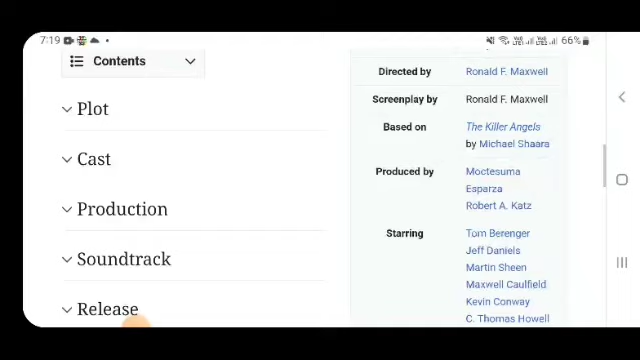 7:19
66%
Contents
Plot
Cast
Production
Soundtrack
Release
Directed by Ronald F. Maxwell
Screenplay by Ronald F. Maxwell
Based on The Killer Angels
by Michael Shaara
Produced by Moctesuma
Esparza
Robert A. Katz
Starring Tom Berenger
Jeff Daniels
Martin Sheen
Maxwell Caulfield
Kevin Conway
C. Thomas Howell